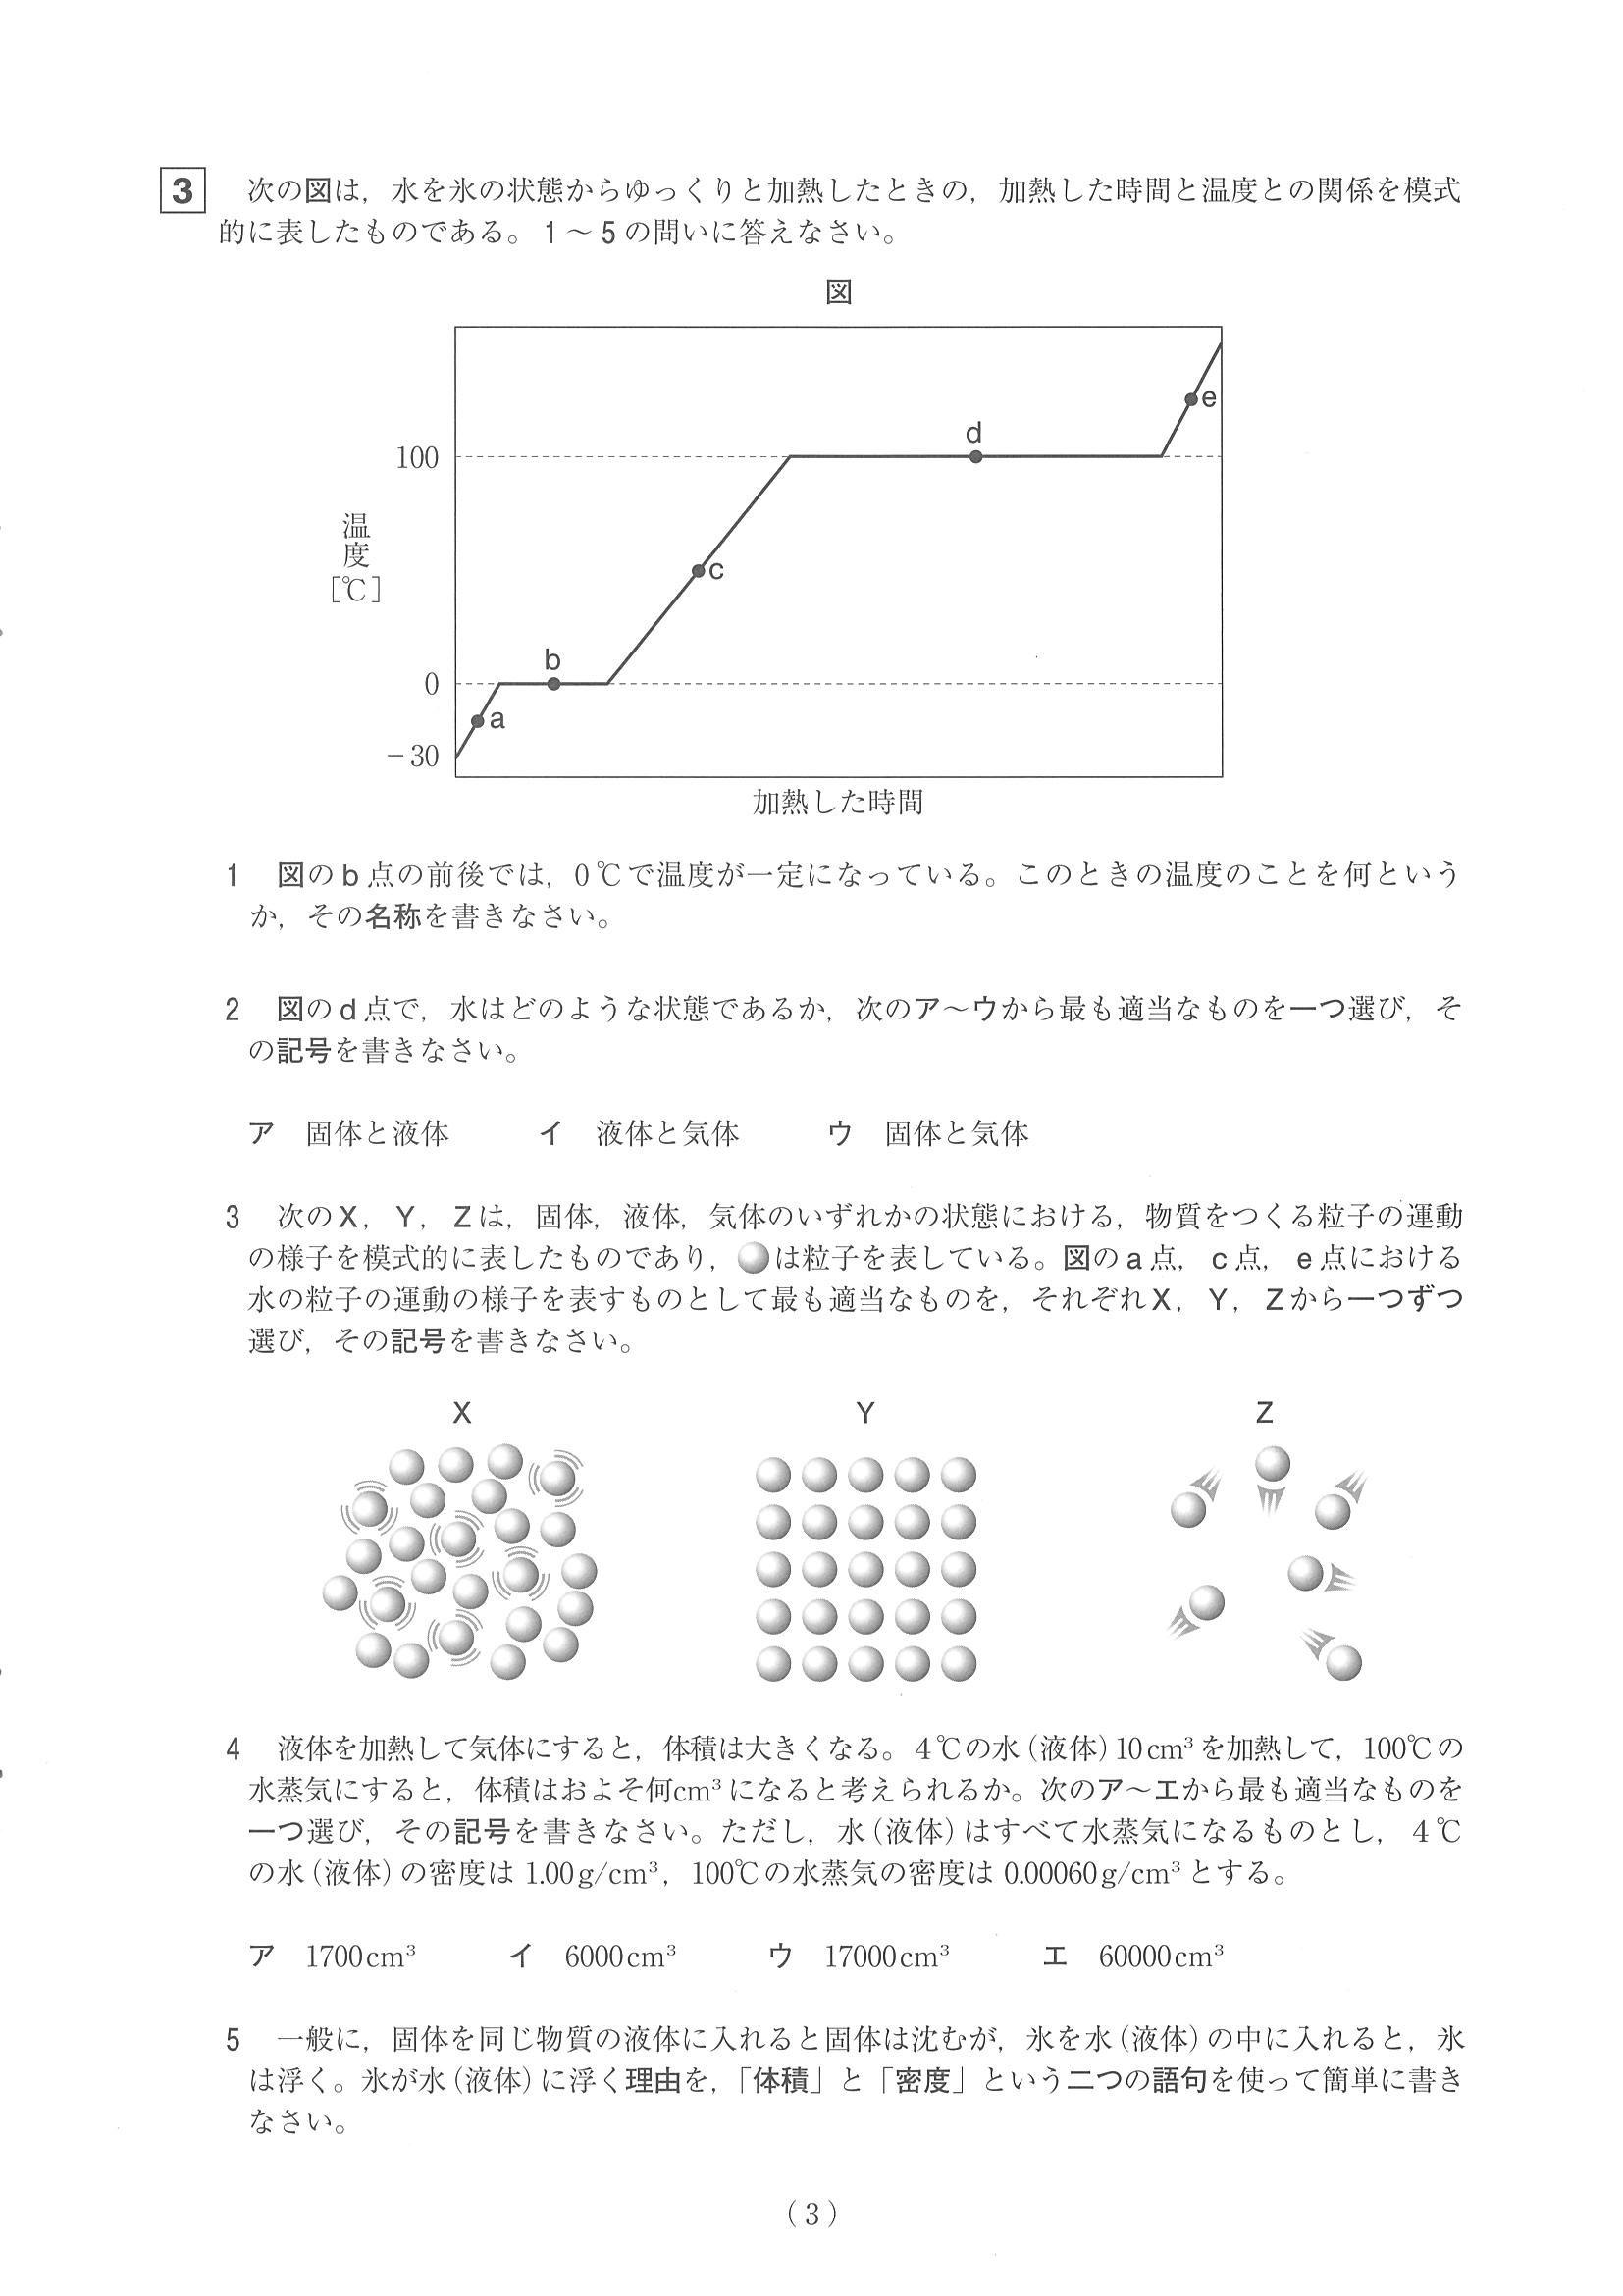 3　次の図は，水を氷の状態からゆっくりと加熱したときの，加熱した時間と温度との関係を模式
的に表したものである。1～5の問いに答えなさい。
図
100
0
－30
温度
[℃]
a
b
c
d
e
加熱した時間
1　図のｂ点の前後では，0℃で温度が一定になっている。このときの温度のことを何という
か，その名称を書きなさい。
2　図のｄ点で，水はどのような状態であるか，次のア～ウから最も適当なものを一つ選び，そ
の記号を書きなさい。
ア　固体と液体　　　イ　液体と気体　　　ウ　固体と気体
3　次のX，Y，Zは，固体，液体，気体のいずれかの状態における，物質をつくる粒子の運動
の様子を模式的に表したものであり，は粒子を表している。図のａ点，ｃ点，ｅ点における
水の粒子の運動の様子を表すものとして最も適当なものを，それぞれX，Y，Zから一つずつ
選び，その記号を書きなさい。
X　Y　Z
4　液体を加熱して気体にすると，体積は大きくなる。4℃の水(液体)10cm³を加熱して，100℃の
水蒸気にすると，体積はおよそ何cm³になると考えられるか。次のア～エから最も適当なものを
一つ選び，その記号を書きなさい。ただし，水(液体)はすべて水蒸気になるものとし，4℃
の水(液体)の密度は1.00g/cm³，100℃の水蒸気の密度は0.00060g/cm³とする。
ア　1700cm³　　　イ　6000cm³　　　ウ　17000cm³　　　エ　60000cm³
5　一般に，固体を同じ物質の液体に入れると固体は沈むが，氷を水(液体)の中に入れると，氷
は浮く。氷が水(液体)に浮く理由を，「体積」と「密度」という二つの語句を使って簡単に書き
なさい。
(3)